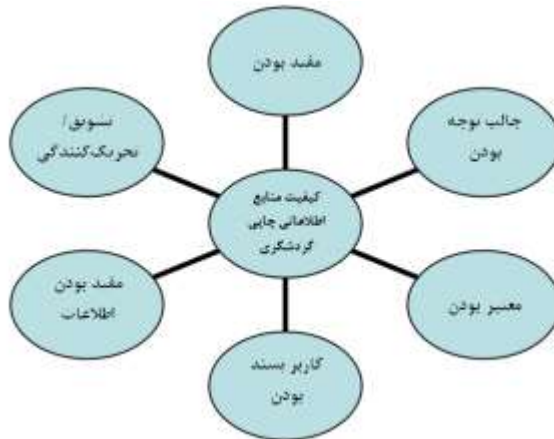 مفید بودن
جالب توجه
بودن
معتبر بودن
کاربر پسند
بودن
مفید بودن
اطلاعات
تشویق/
تحریک‌کنندگی
کیفیت منابع
اطلاعاتی چاپی
گردشگری